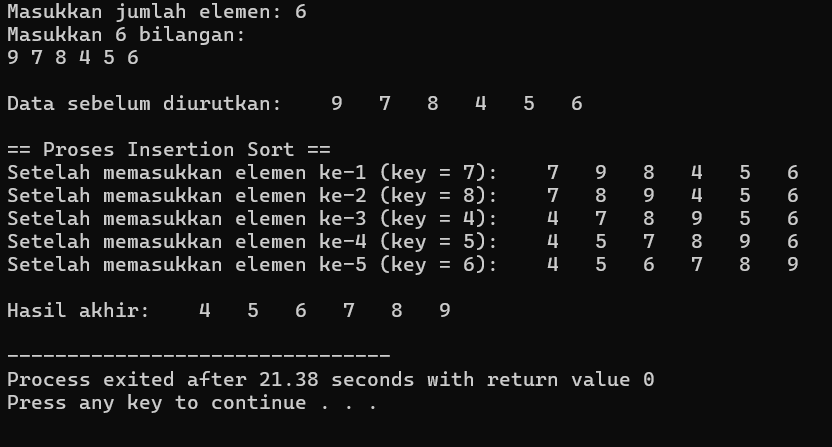 Masukkan jumlah elemen: 6
Masukkan 6 bilangan:
9 7 8 4 5 6
Data sebelum diurutkan:    9   7   8   4   5   6
== Proses Insertion Sort ==
Setelah memasukkan elemen ke-1 (key = 7):    7   9   8   4   5   6
Setelah memasukkan elemen ke-2 (key = 8):    7   8   9   4   5   6
Setelah memasukkan elemen ke-3 (key = 4):    4   7   8   9   5   6
Setelah memasukkan elemen ke-4 (key = 5):    4   5   7   8   9   6
Setelah memasukkan elemen ke-5 (key = 6):    4   5   6   7   8   9
Hasil akhir:    4   5   6   7   8   9
--------------------------------
Process exited after 21.38 seconds with return value 0
Press any key to continue . . .